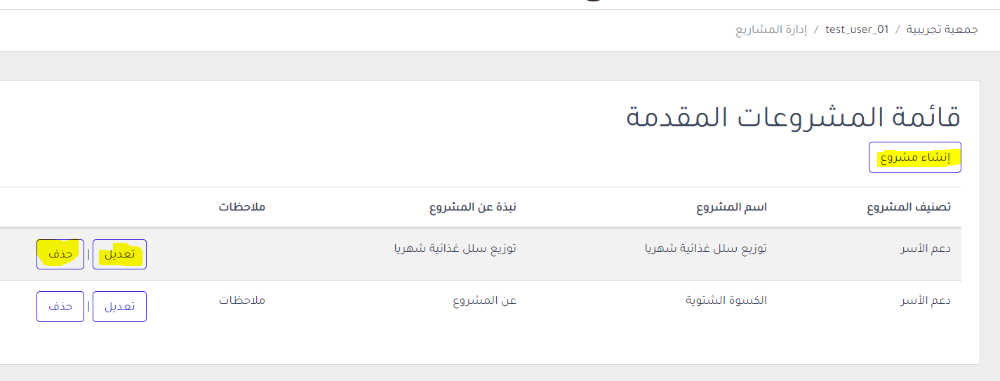 جمعية تجريبية / test_user_01 / إدارة المشاريع
قائمة المشروعات المقدمة
إنشاء مشروع
تصنيف المشروع اسم المشروع نبذة عن المشروع ملاحظات
دعم الأسر توزيع سلل غذائية شهريا توزيع سلل غذائية شهريا تعديل | حذف
دعم الأسر الكسوة الشتوية عن المشروع ملاحظات تعديل | حذف